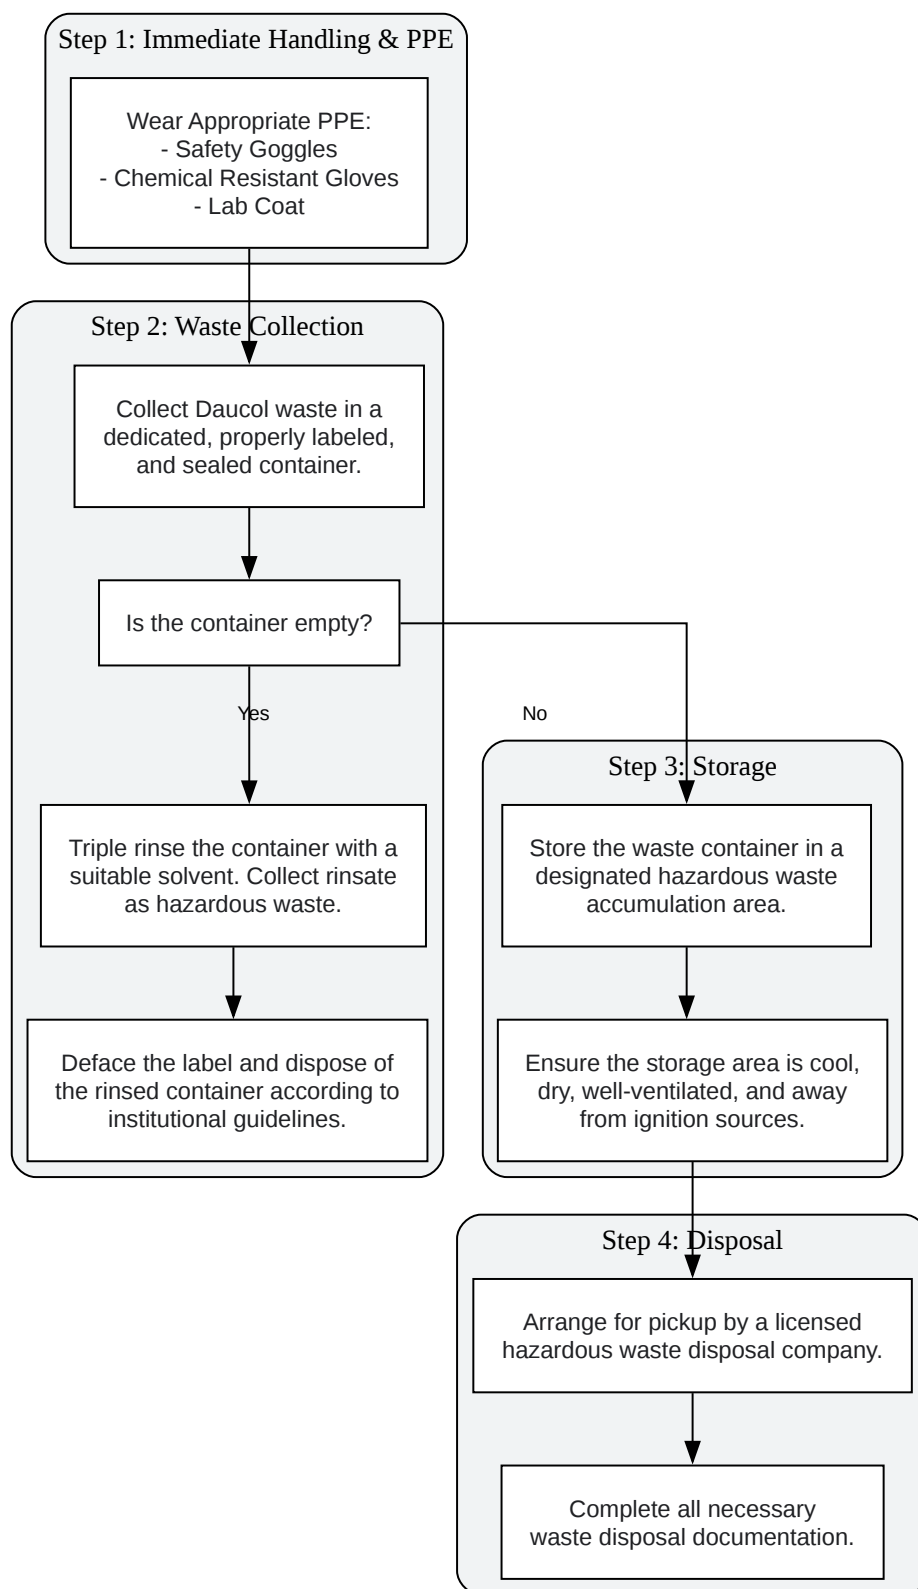 Step 1: Immediate Handling & PPE
Wear Appropriate PPE:
- Safety Goggles
- Chemical Resistant Gloves
- Lab Coat
Step 2: Waste Collection
Collect Daucol waste in a
dedicated, properly labeled,
and sealed container.
Is the container empty?
Yes
No
Triple rinse the container with a
suitable solvent. Collect rinsate
as hazardous waste.
Deface the label and dispose of
the rinsed container according to
institutional guidelines.
Step 3: Storage
Store the waste container in a
designated hazardous waste
accumulation area.
Ensure the storage area is cool,
dry, well-ventilated, and away
from ignition sources.
Step 4: Disposal
Arrange for pickup by a licensed
hazardous waste disposal company.
Complete all necessary
waste disposal documentation.